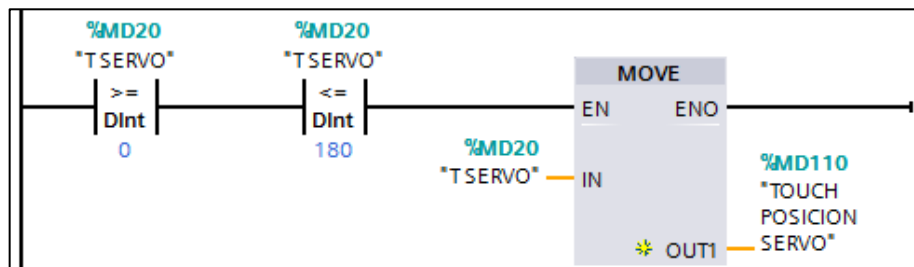 %MD20
"TSERVO"
>=
DInt
0
%MD20
"TSERVO"
<=
DInt
180
MOVE
EN
ENO
%MD20
"TSERVO"
IN
%MD110
"TOUCH
POSICION
SERVO"
OUT1